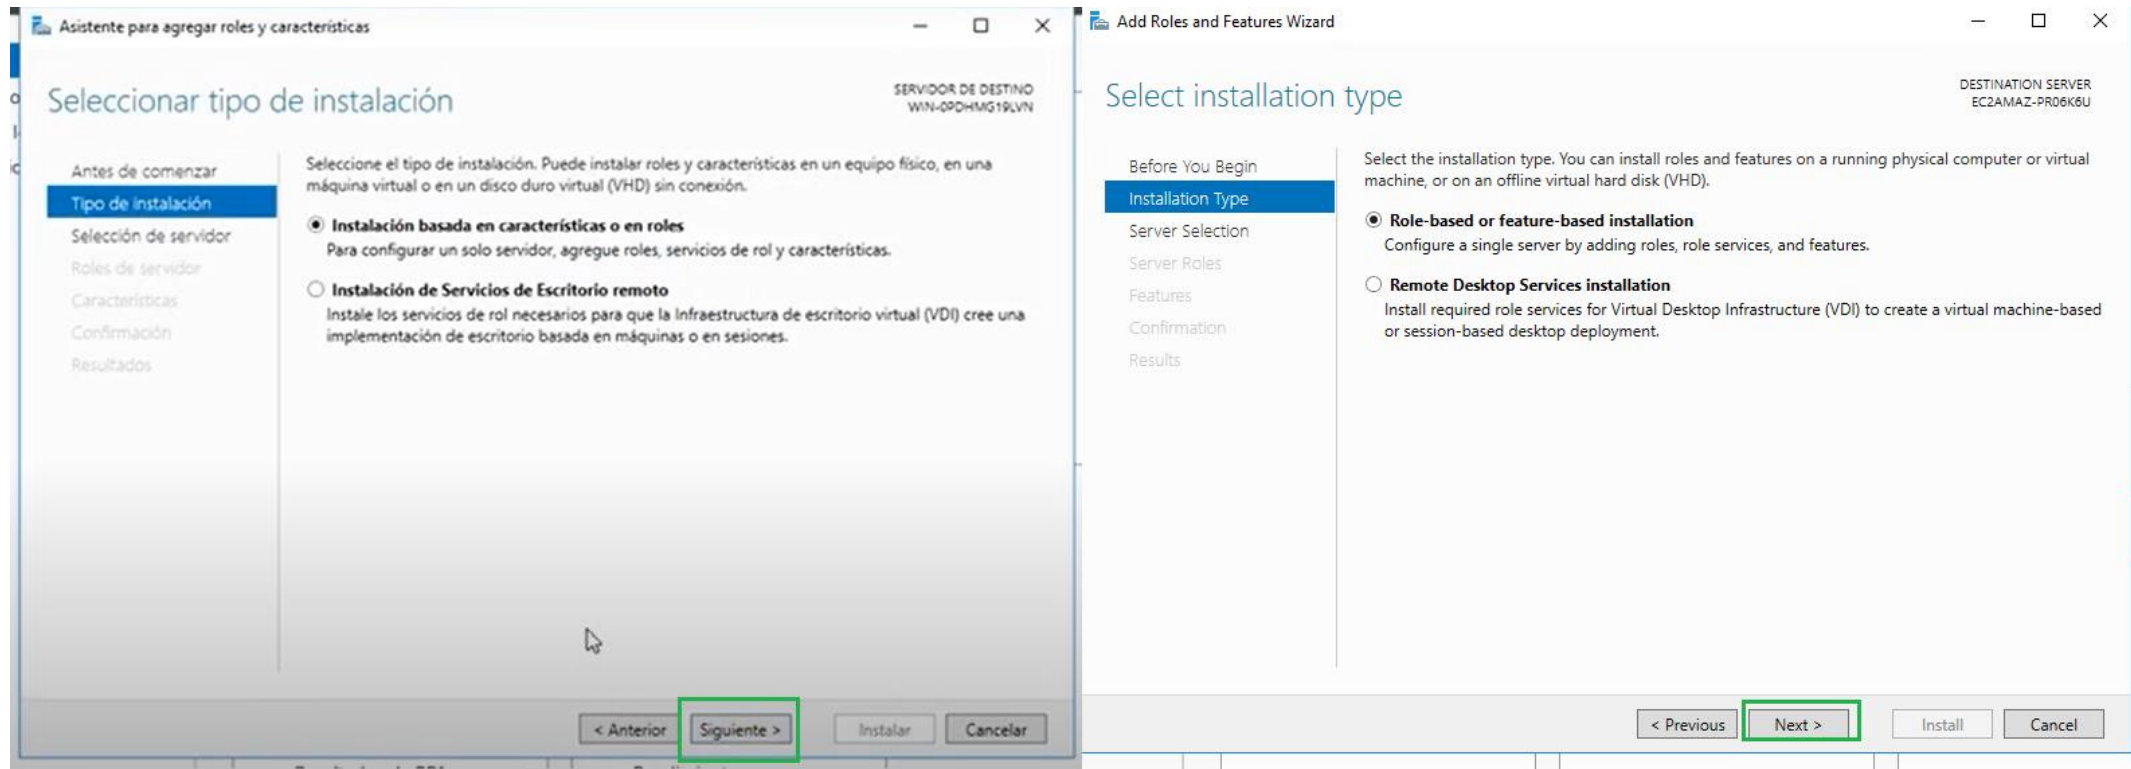 Asistente para agregar roles y características
Seleccionar tipo de instalación
SERVIDOR DE DESTINO
Antes de comenzar
Tipo de instalación
Selección de servidor
Roles de servidor
Características
Confirmación
Resultados
Seleccione el tipo de instalación. Puede instalar roles y características en un equipo físico, en una
máquina virtual o en un disco duro virtual (VHD) sin conexión.
Instalación basada en características o en roles
Para configurar un solo servidor, agregue roles, servicios de rol y características.
Instalación de Servicios de Escritorio remoto
Instale los servicios de rol necesarios para que la Infraestructura de escritorio virtual (VDI) cree una
implementación de escritorio basada en máquinas o en sesiones.
< Anterior
Siguiente >
Instalar
Cancelar
Add Roles and Features Wizard
Select installation type
DESTINATION SERVER
EC2AMAZ-PR06K6U
Before You Begin
Installation Type
Server Selection
Server Roles
Features
Confirmation
Results
Select the installation type. You can install roles and features on a running physical computer or virtual
machine, or on an offline virtual hard disk (VHD).
Role-based or feature-based installation
Configure a single server by adding roles, role services, and features.
Remote Desktop Services installation
Install required role services for Virtual Desktop Infrastructure (VDI) to create a virtual machine-based
or session-based desktop deployment.
< Previous
Next >
Install
Cancel